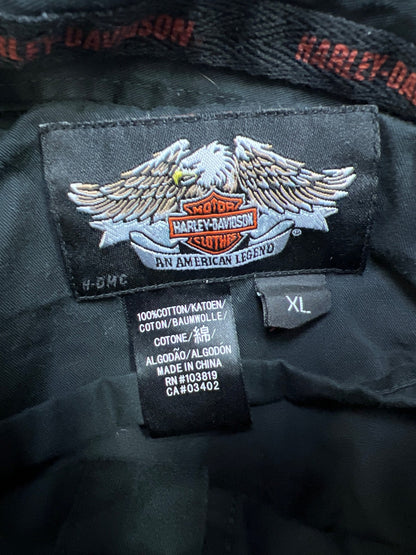 HARLEY-DAVIDSON HARLEY-DAV
MOTOR
HARLEY-DAVIDSON
CLOTHES
®
AN AMERICAN LEGEND
H-DMC
XL
100%COTTON/KATOEN/
COTON/BAUMWOLLE/
COTONE/綿/
ALGODÃO/ALGODÓN
MADE IN CHINA
RN#103819
CA#03402